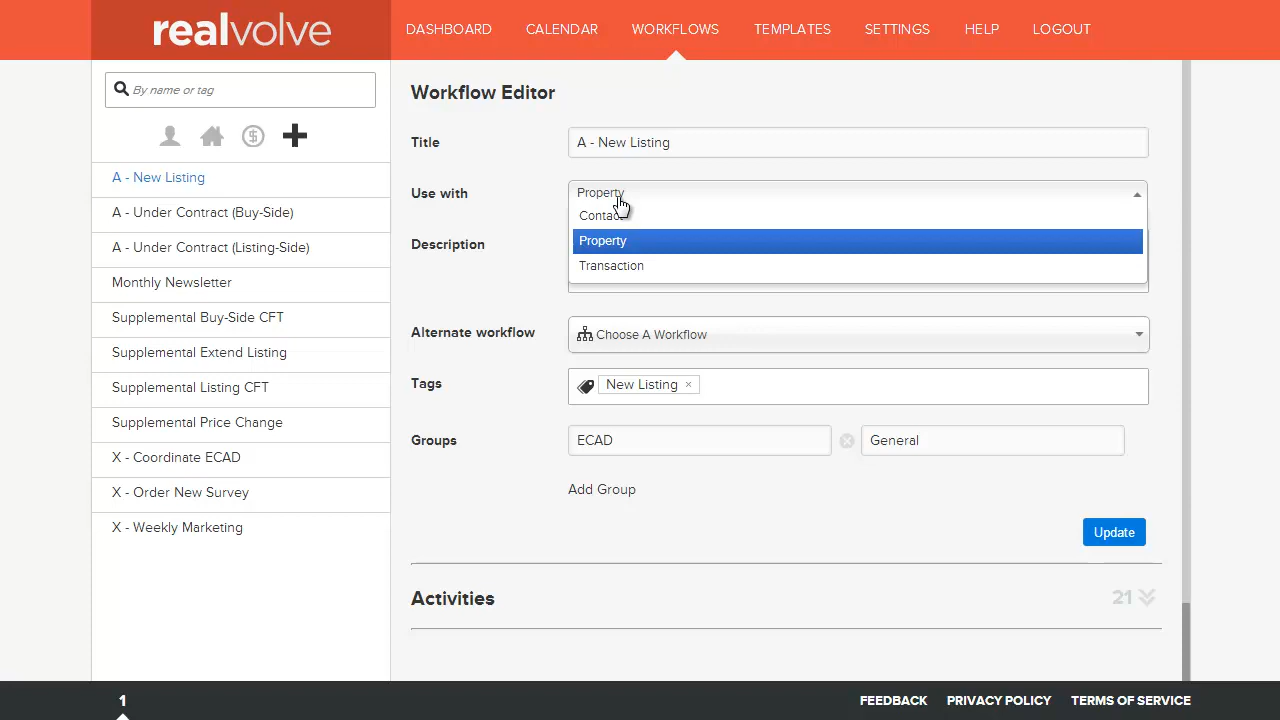 realvolve
DASHBOARD CALENDAR WORKFLOWS TEMPLATES SETTINGS HELP LOGOUT
By name or tag
A - New Listing
A - Under Contract (Buy-Side)
A - Under Contract (Listing-Side)
Monthly Newsletter
Supplemental Buy-Side CFT
Supplemental Extend Listing
Supplemental Listing CFT
Supplemental Price Change
X - Coordinate ECAD
X - Order New Survey
X - Weekly Marketing
Workflow Editor
Title A - New Listing
Use with Property
Contact
Property
Transaction
Description
Alternate workflow Choose A Workflow
Tags New Listing ×
Groups ECAD General
Add Group
Update
Activities 21
1 FEEDBACK PRIVACY POLICY TERMS OF SERVICE